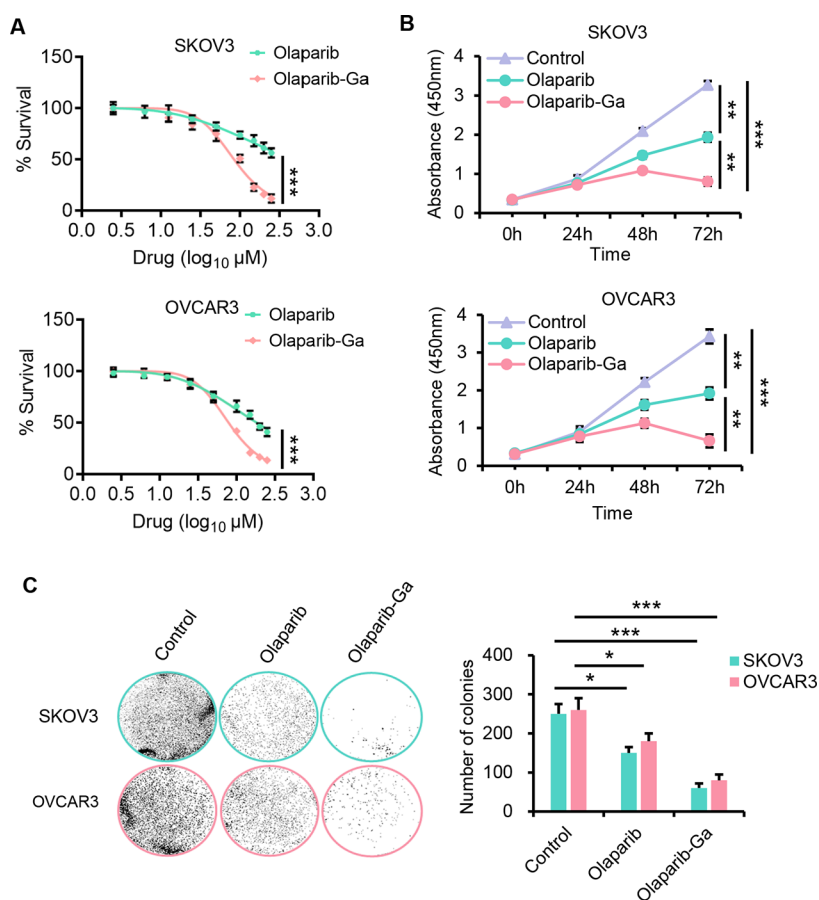 A
SKOV3
Olaparib
Olaparib-Ga
% Survival
150
100
50
0
0.0 0.5 1.0 1.5 2.0 2.5 3.0
Drug (log10 µM)
***
OVCAR3
Olaparib
Olaparib-Ga
% Survival
150
100
50
0
0.0 0.5 1.0 1.5 2.0 2.5 3.0
Drug (log10 µM)
***
B
SKOV3
Control
Olaparib
Olaparib-Ga
Absorbance (450nm)
4
3
2
1
0
0h 24h 48h 72h
Time
**
**
***
OVCAR3
Control
Olaparib
Olaparib-Ga
Absorbance (450nm)
4
3
2
1
0
0h 24h 48h 72h
Time
**
**
***
C
Control Olaparib Olaparib-Ga
SKOV3
OVCAR3
***
***
*
*
SKOV3
OVCAR3
Number of colonies
400
300
200
100
0
Control Olaparib Olaparib-Ga